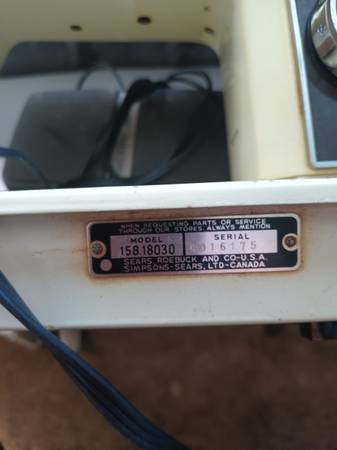 WHEN REQUESTING PARTS OR SERVICE
THROUGH OUR STORES, ALWAYS MENTION
MODEL SERIAL
158.18030 016175
SEARS, ROEBUCK AND CO-U.S.A.
SIMPSONS-SEARS, LTD-CANADA